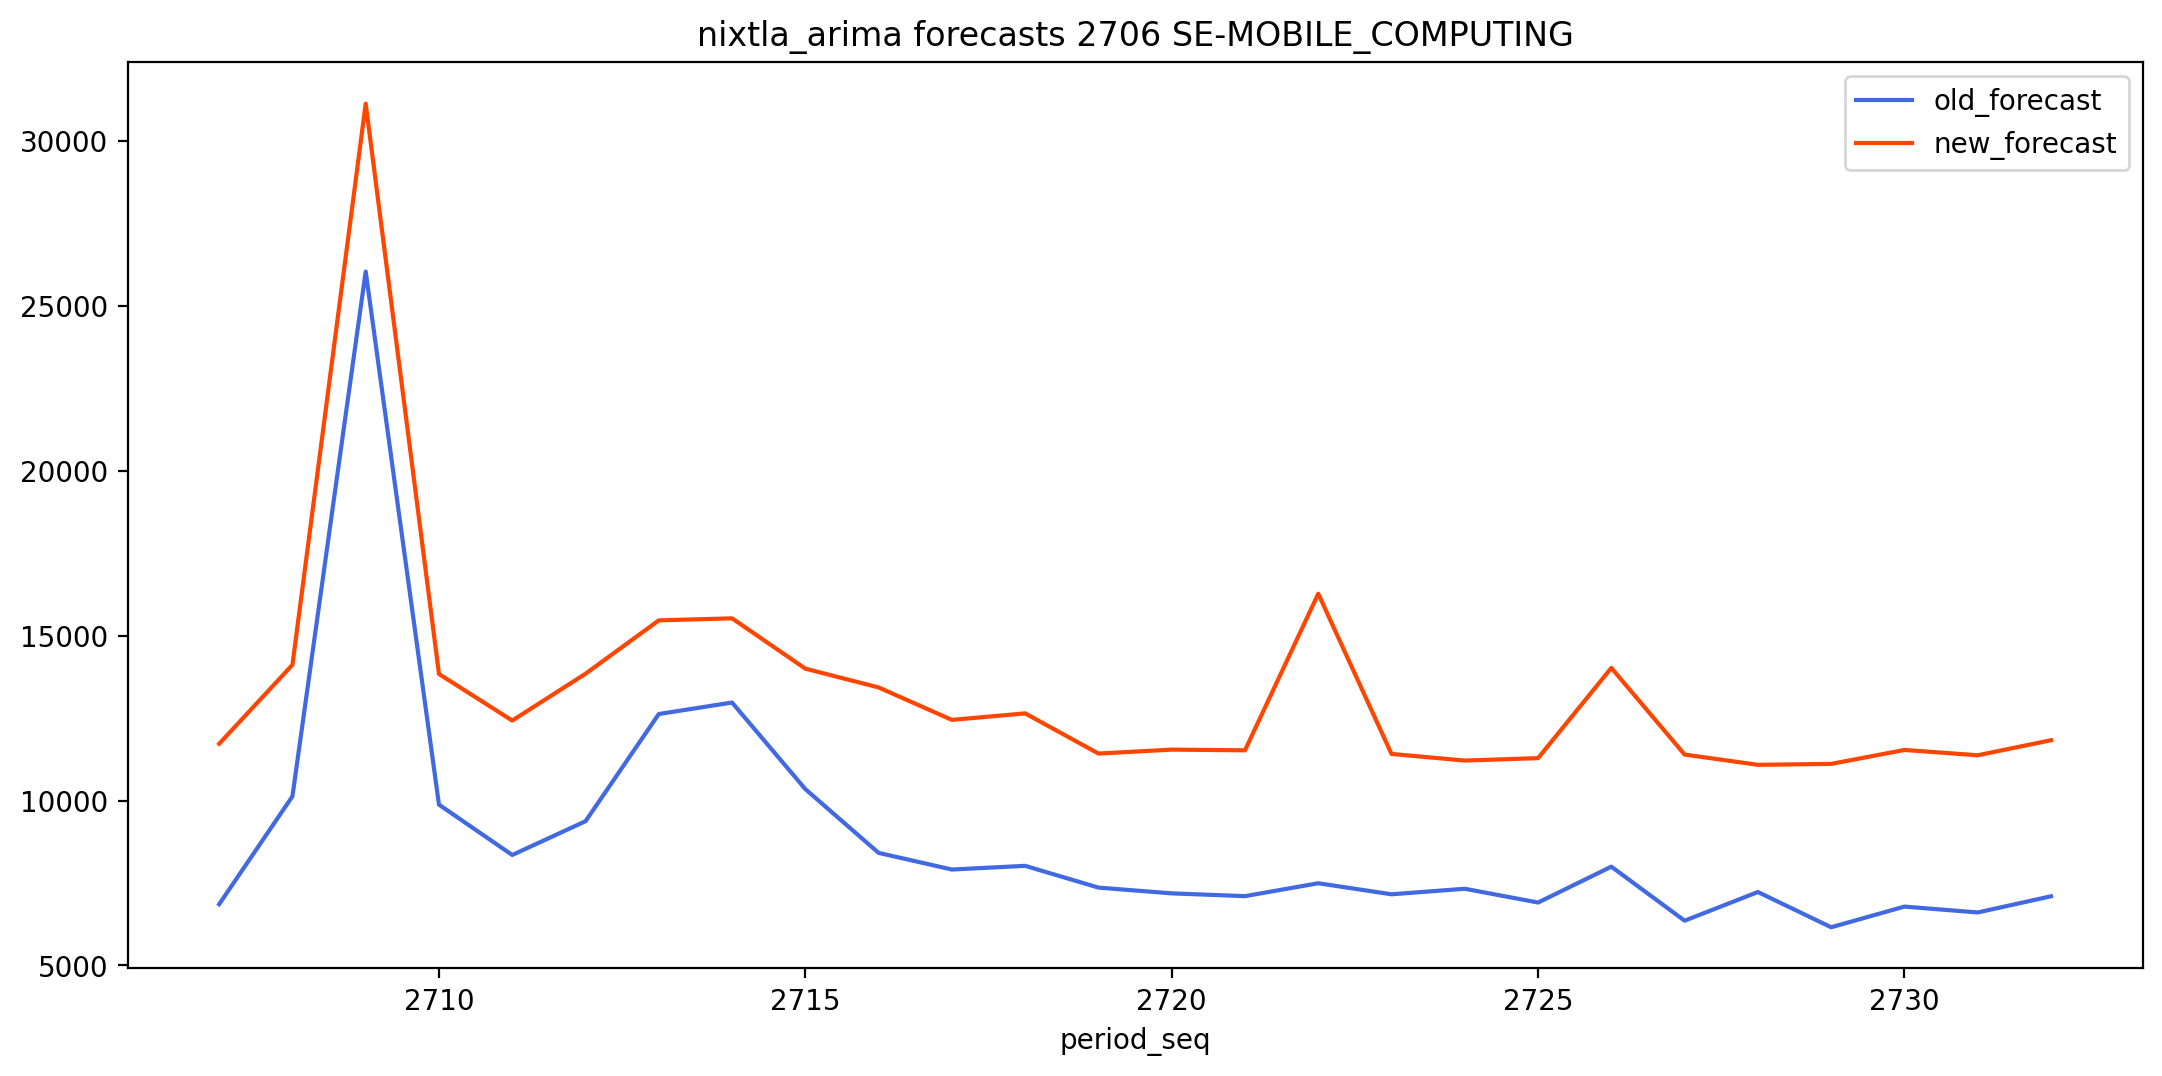 nixtla_arima forecasts 2706 SE-MOBILE_COMPUTING
old_forecast
new_forecast
30000
25000
20000
15000
10000
5000
2710 2715 2720 2725 2730
period_seq